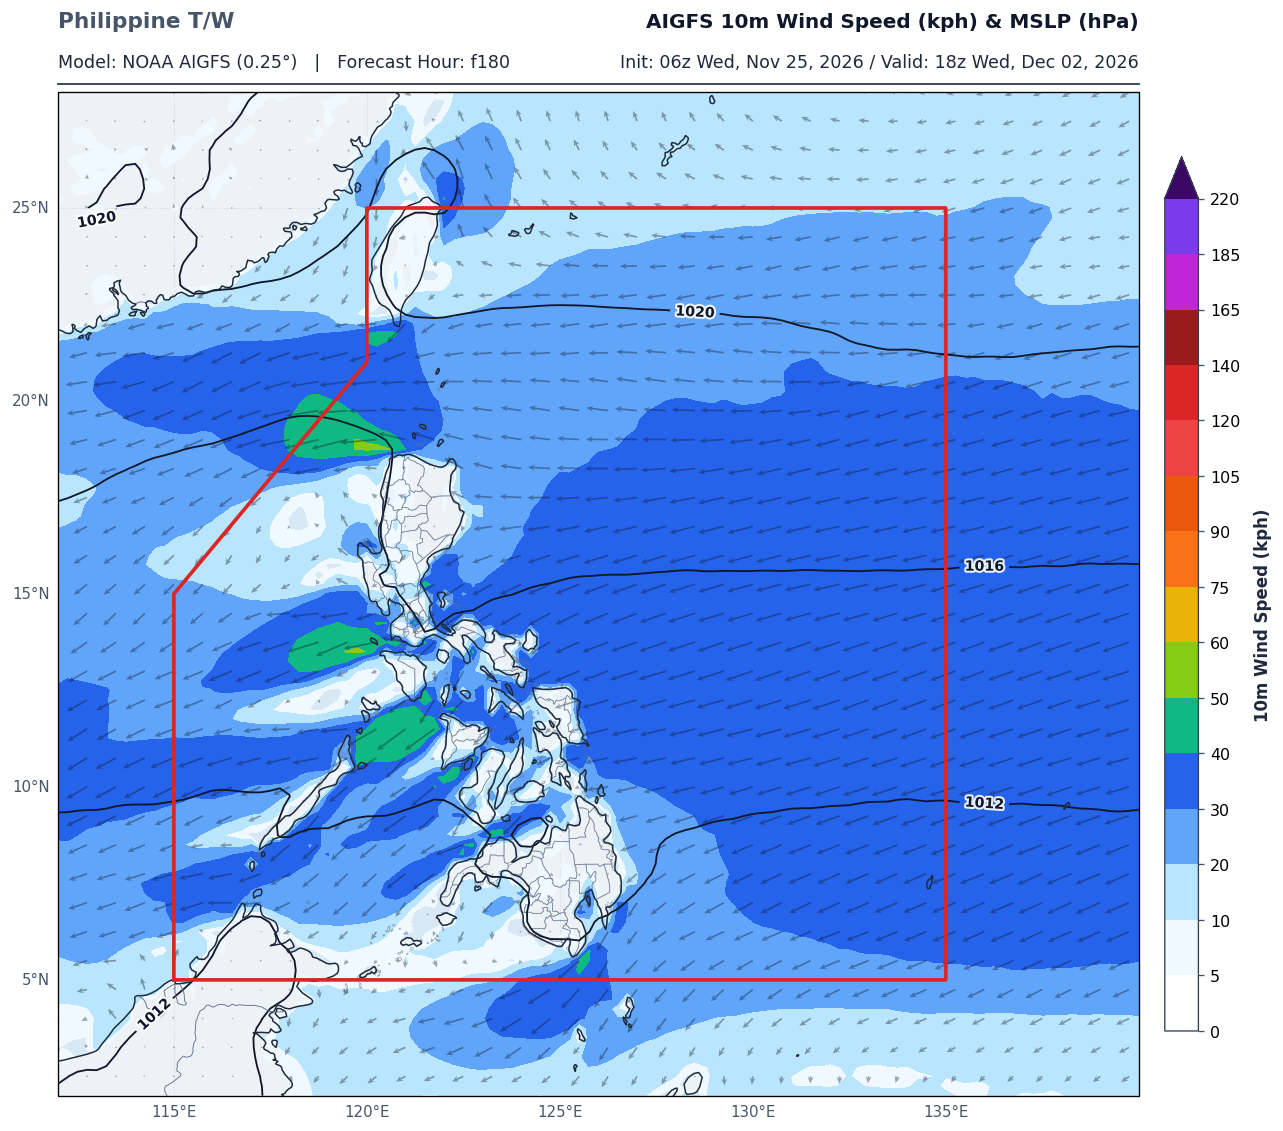 Philippine T/W
AIGFS 10m Wind Speed (kph) & MSLP (hPa)
Model: NOAA AIGFS (0.25°) | Forecast Hour: f180
Init: 06z Wed, Nov 25, 2026 / Valid: 18z Wed, Dec 02, 2026
25°N
20°N
15°N
10°N
5°N
115°E
120°E
125°E
130°E
135°E
1020
1020
1016
1012
1012
220
185
165
140
120
105
90
75
60
50
40
30
20
10
5
0
10m Wind Speed (kph)